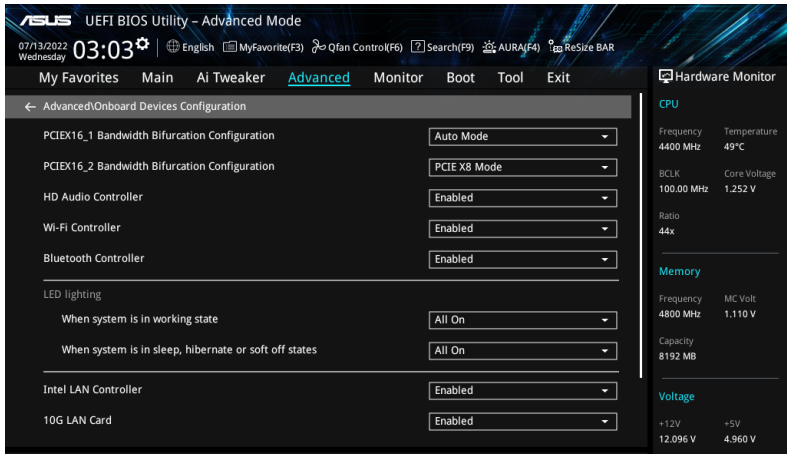 ASUS UEFI BIOS Utility – Advanced Mode
07/13/2022 Wednesday 03:03 English MyFavorite(F3) Qfan Control(F6) ? Search(F9) AURA(F4) ReSize BAR
My Favorites Main Ai Tweaker Advanced Monitor Boot Tool Exit
← Advanced\Onboard Devices Configuration
PCIEX16_1 Bandwidth Bifurcation Configuration Auto Mode
PCIEX16_2 Bandwidth Bifurcation Configuration PCIE X8 Mode
HD Audio Controller Enabled
Wi-Fi Controller Enabled
Bluetooth Controller Enabled
LED lighting
When system is in working state All On
When system is in sleep, hibernate or soft off states All On
Intel LAN Controller Enabled
10G LAN Card Enabled
Hardware Monitor
CPU
Frequency Temperature
4400 MHz 49°C
BCLK Core Voltage
100.00 MHz 1.252 V
Ratio
44x
Memory
Frequency MC Volt
4800 MHz 1.110 V
Capacity
8192 MB
Voltage
+12V +5V
12.096 V 4.960 V